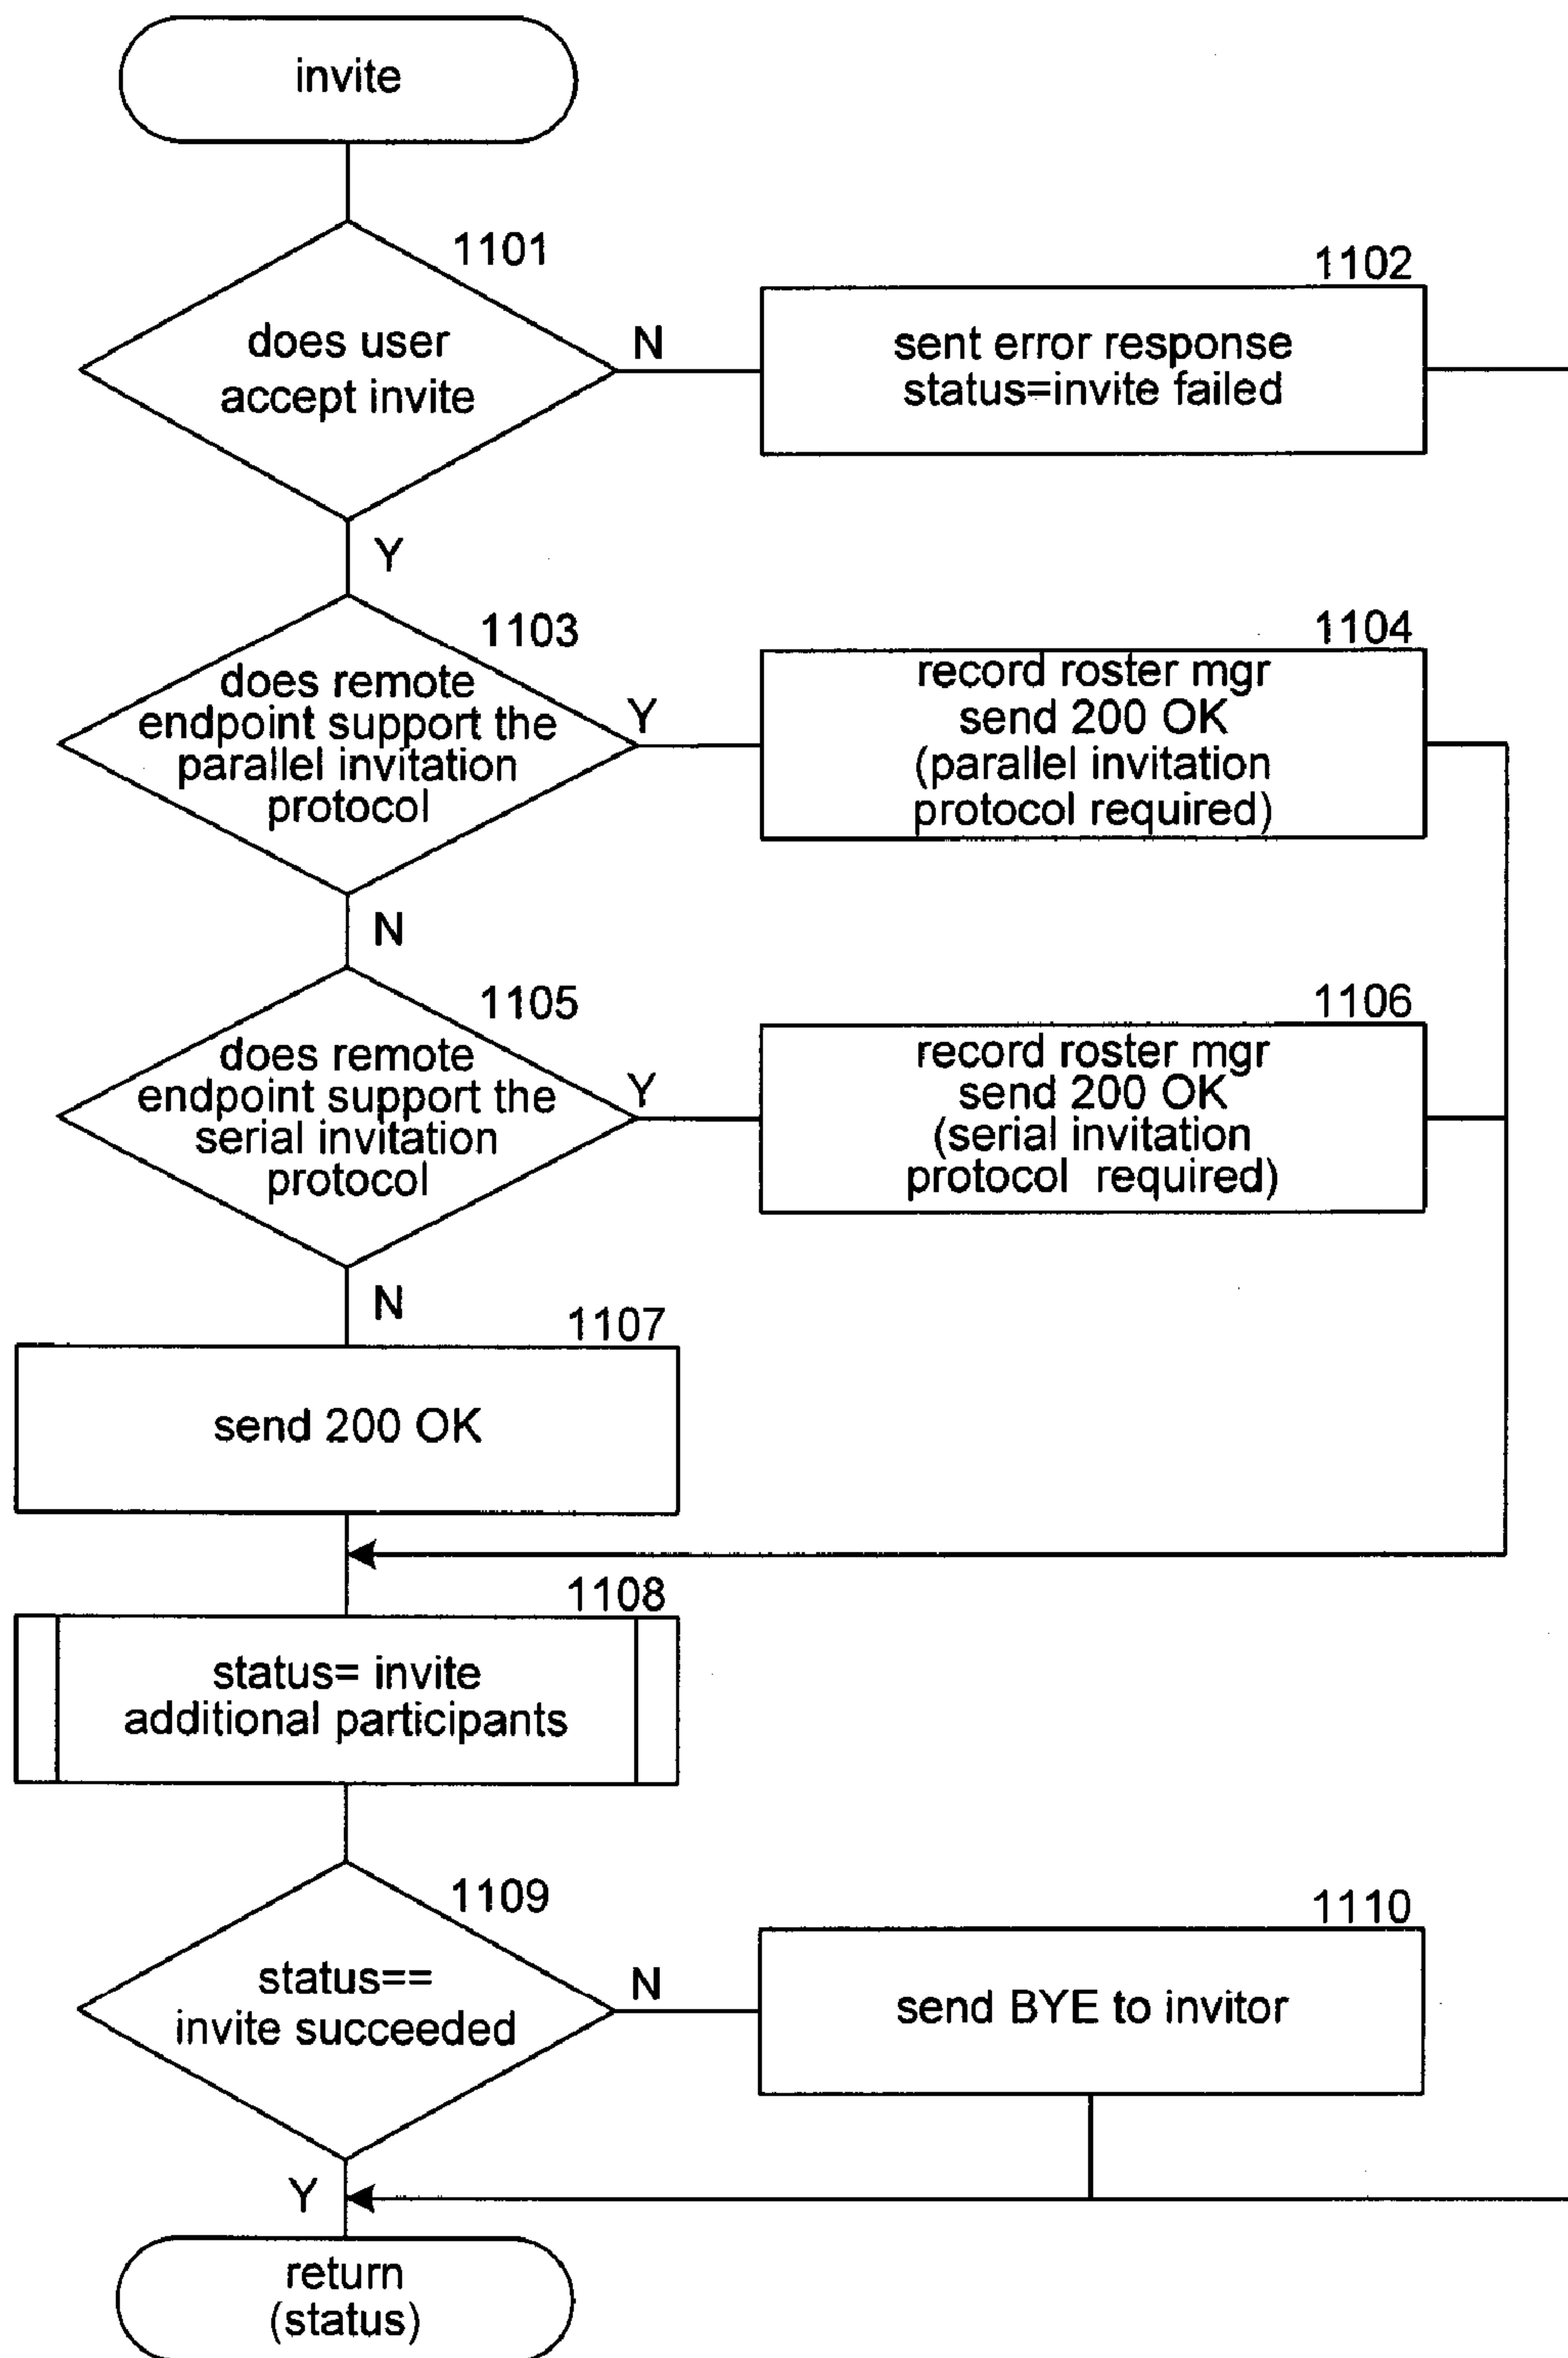 invite
1101
does user
accept invite
N
1102
sent error response
status=invite failed
Y
1103
does remote
endpoint support the
parallel invitation
protocol
Y
1104
record roster mgr
send 200 OK
(parallel invitation
protocol required)
N
1105
does remote
endpoint support the
serial invitation
protocol
Y
1106
record roster mgr
send 200 OK
(serial invitation
protocol required)
N
1107
send 200 OK
1108
status= invite
additional participants
1109
status==
invite succeeded
N
1110
send BYE to invitor
Y
return
(status)